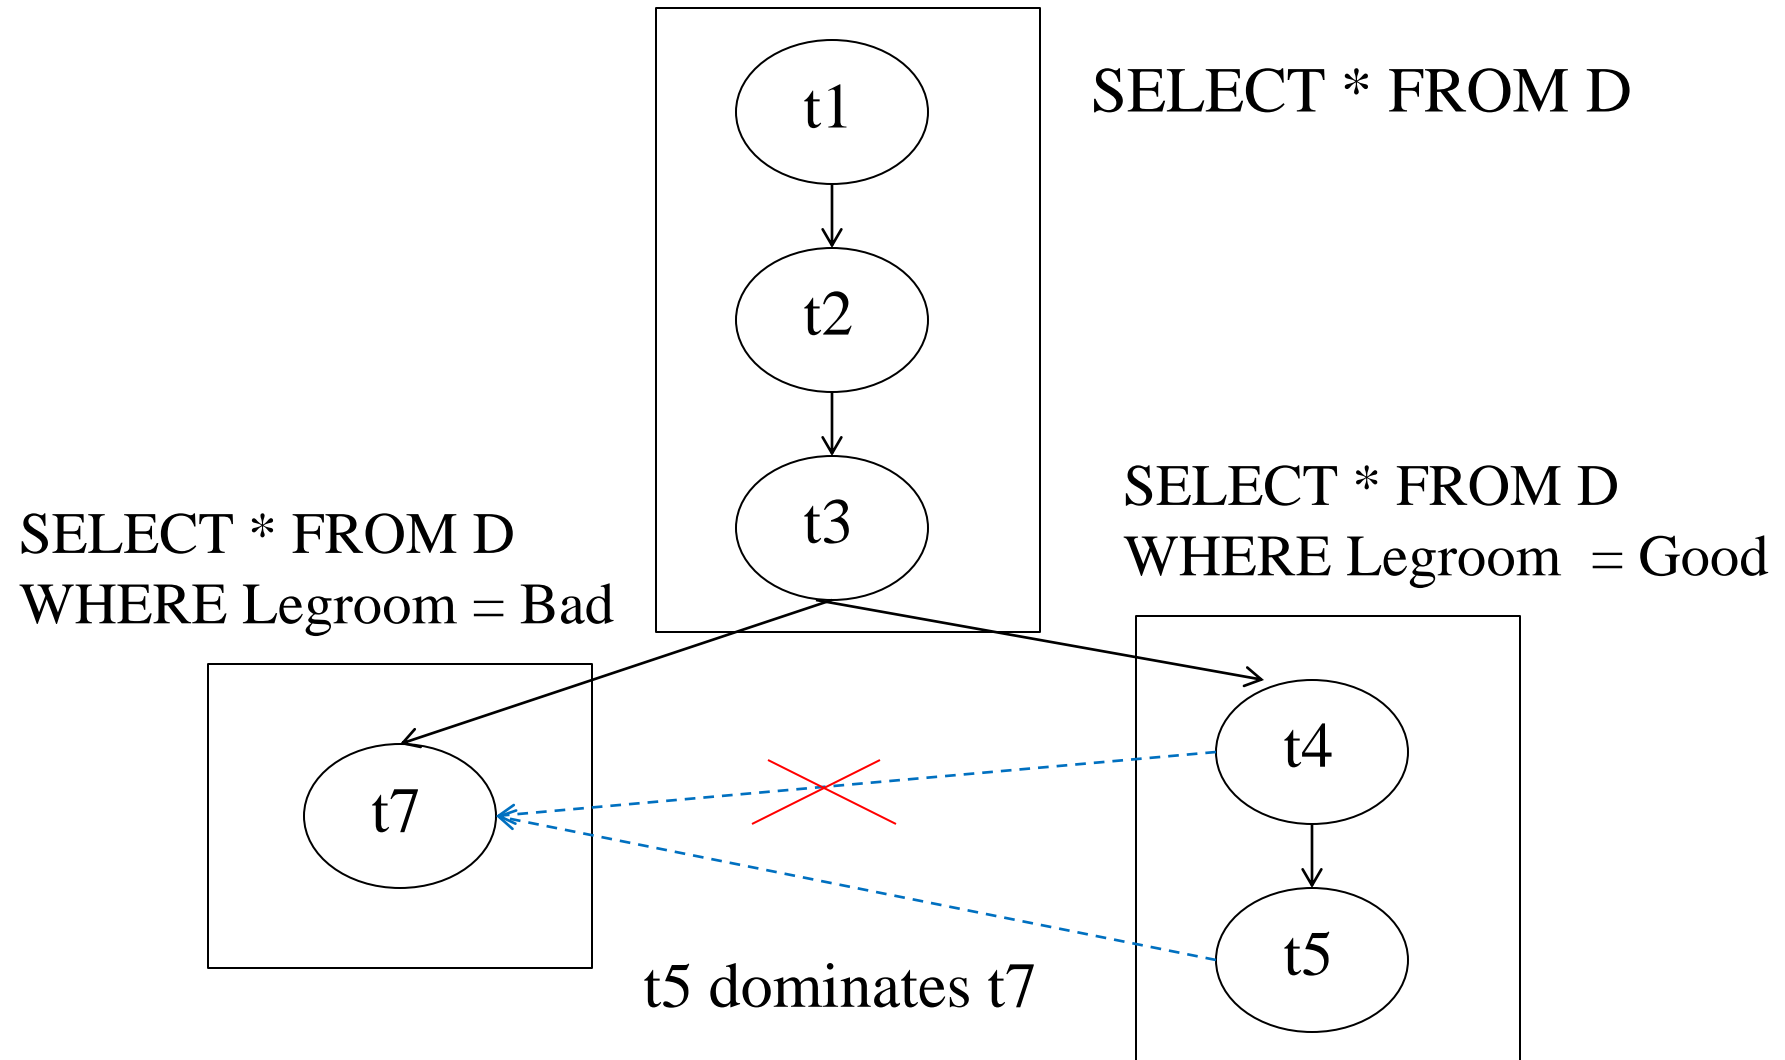 t1
SELECT * FROM D
t2
t3
SELECT * FROM D
WHERE Legroom = Good
SELECT * FROM D
WHERE Legroom = Bad
t4
t7
t5
t5 dominates t7